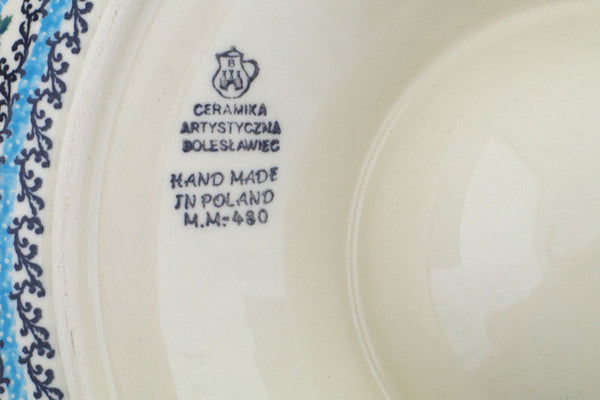 B
CERAMIKA
ARTYSTYCZNA
BOLESŁAWIEC
HAND MADE
IN POLAND
M.M.-480